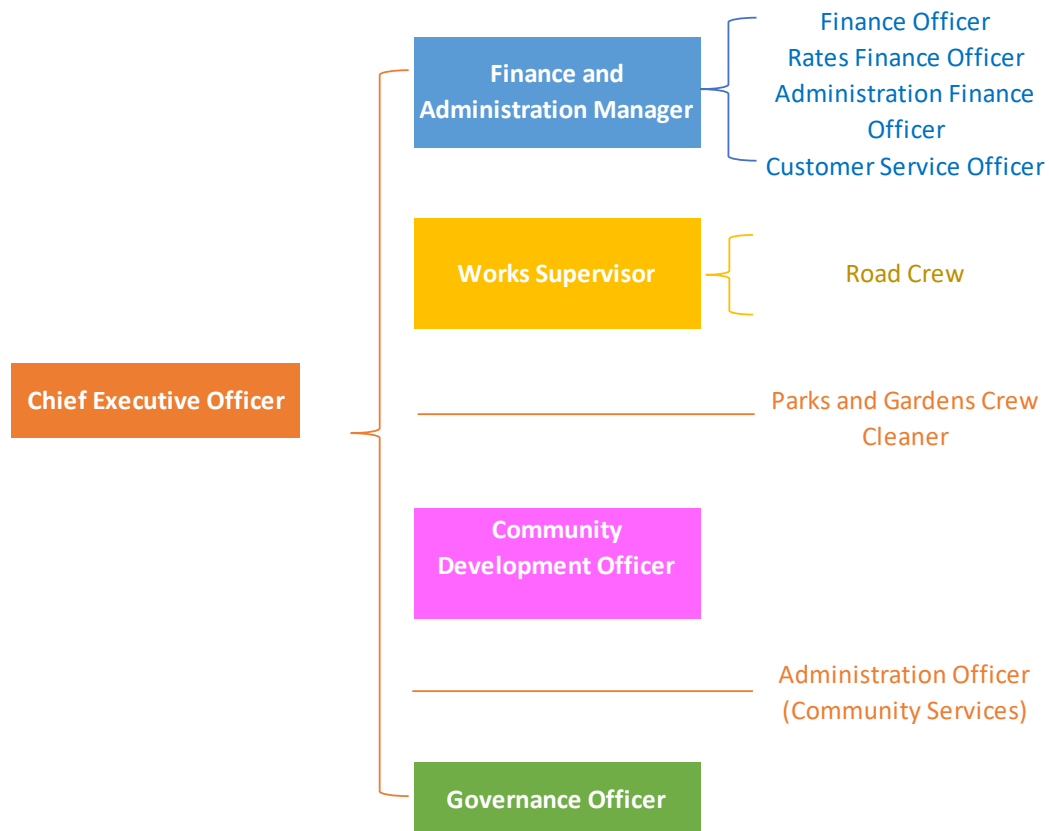 Finance and
Administration Manager
Finance Officer
Rates Finance Officer
Administration Finance
Officer
Customer Service Officer
Works Supervisor
Road Crew
Chief Executive Officer
Parks and Gardens Crew
Cleaner
Community
Development Officer
Administration Officer
(Community Services)
Governance Officer